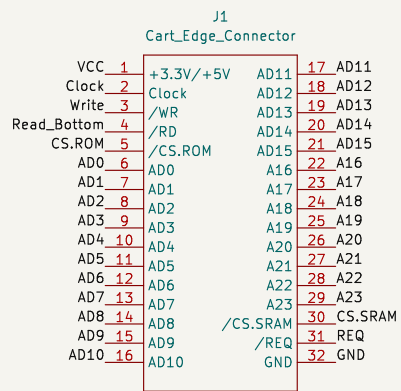 J1
Cart_Edge_Connector
VCC 1 +3.3V/+5V AD11 17 AD11
Clock 2 Clock AD12 18 AD12
Write 3 /WR AD13 19 AD13
Read_Bottom 4 /RD AD14 20 AD14
CS.ROM 5 /CS.ROM AD15 21 AD15
AD0 6 AD0 A16 22 A16
AD1 7 AD1 A17 23 A17
AD2 8 AD2 A18 24 A18
AD3 9 AD3 A19 25 A19
AD4 10 AD4 A20 26 A20
AD5 11 AD5 A21 27 A21
AD6 12 AD6 A22 28 A22
AD7 13 AD7 A23 29 A23
AD8 14 AD8 /CS.SRAM 30 CS.SRAM
AD9 15 AD9 /REQ 31 REQ
AD10 16 AD10 GND 32 GND